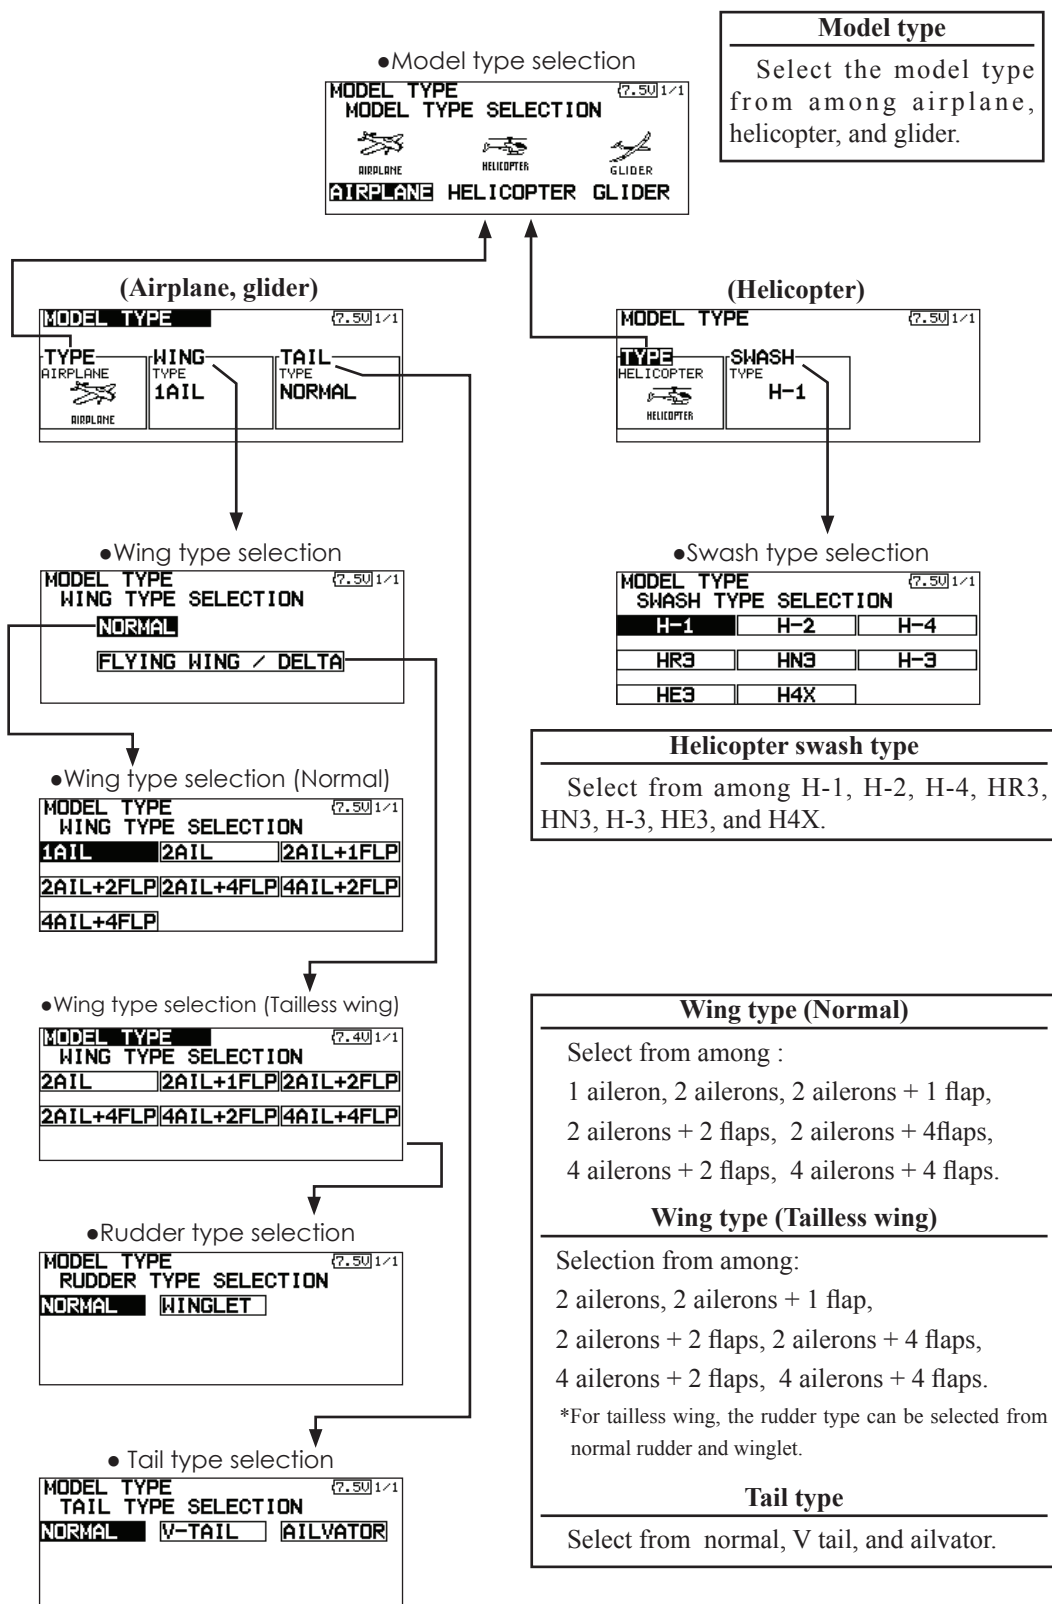 Model type
Select the model type
from among airplane,
helicopter, and glider.
●Model type selection
MODEL TYPE 7.5V 1/1
MODEL TYPE SELECTION
AIRPLANE HELICOPTER GLIDER
AIRPLANE HELICOPTER GLIDER
(Airplane, glider)
MODEL TYPE 7.5V 1/1
TYPE WING TAIL
AIRPLANE TYPE TYPE
1AIL NORMAL
AIRPLANE
(Helicopter)
MODEL TYPE 7.5V 1/1
TYPE SWASH
HELICOPTER TYPE
H-1
HELICOPTER
●Wing type selection
MODEL TYPE 7.5V 1/1
WING TYPE SELECTION
NORMAL
FLYING WING / DELTA
●Swash type selection
MODEL TYPE 7.5V 1/1
SWASH TYPE SELECTION
H-1 H-2 H-4
HR3 HN3 H-3
HE3 H4X
Helicopter swash type
Select from among H-1, H-2, H-4, HR3,
HN3, H-3, HE3, and H4X.
●Wing type selection (Normal)
MODEL TYPE 7.5V 1/1
WING TYPE SELECTION
1AIL 2AIL 2AIL+1FLP
2AIL+2FLP 2AIL+4FLP 4AIL+2FLP
4AIL+4FLP
●Wing type selection (Tailless wing)
MODEL TYPE 7.4V 1/1
WING TYPE SELECTION
2AIL 2AIL+1FLP 2AIL+2FLP
2AIL+4FLP 4AIL+2FLP 4AIL+4FLP
●Rudder type selection
MODEL TYPE 7.5V 1/1
RUDDER TYPE SELECTION
NORMAL WINGLET
● Tail type selection
MODEL TYPE 7.5V 1/1
TAIL TYPE SELECTION
NORMAL V-TAIL AILVATOR
Wing type (Normal)
Select from among :
1 aileron, 2 ailerons, 2 ailerons + 1 flap,
2 ailerons + 2 flaps, 2 ailerons + 4flaps,
4 ailerons + 2 flaps, 4 ailerons + 4 flaps.
Wing type (Tailless wing)
Selection from among:
2 ailerons, 2 ailerons + 1 flap,
2 ailerons + 2 flaps, 2 ailerons + 4 flaps,
4 ailerons + 2 flaps, 4 ailerons + 4 flaps.
*For tailless wing, the rudder type can be selected from
normal rudder and winglet.
Tail type
Select from normal, V tail, and ailvator.